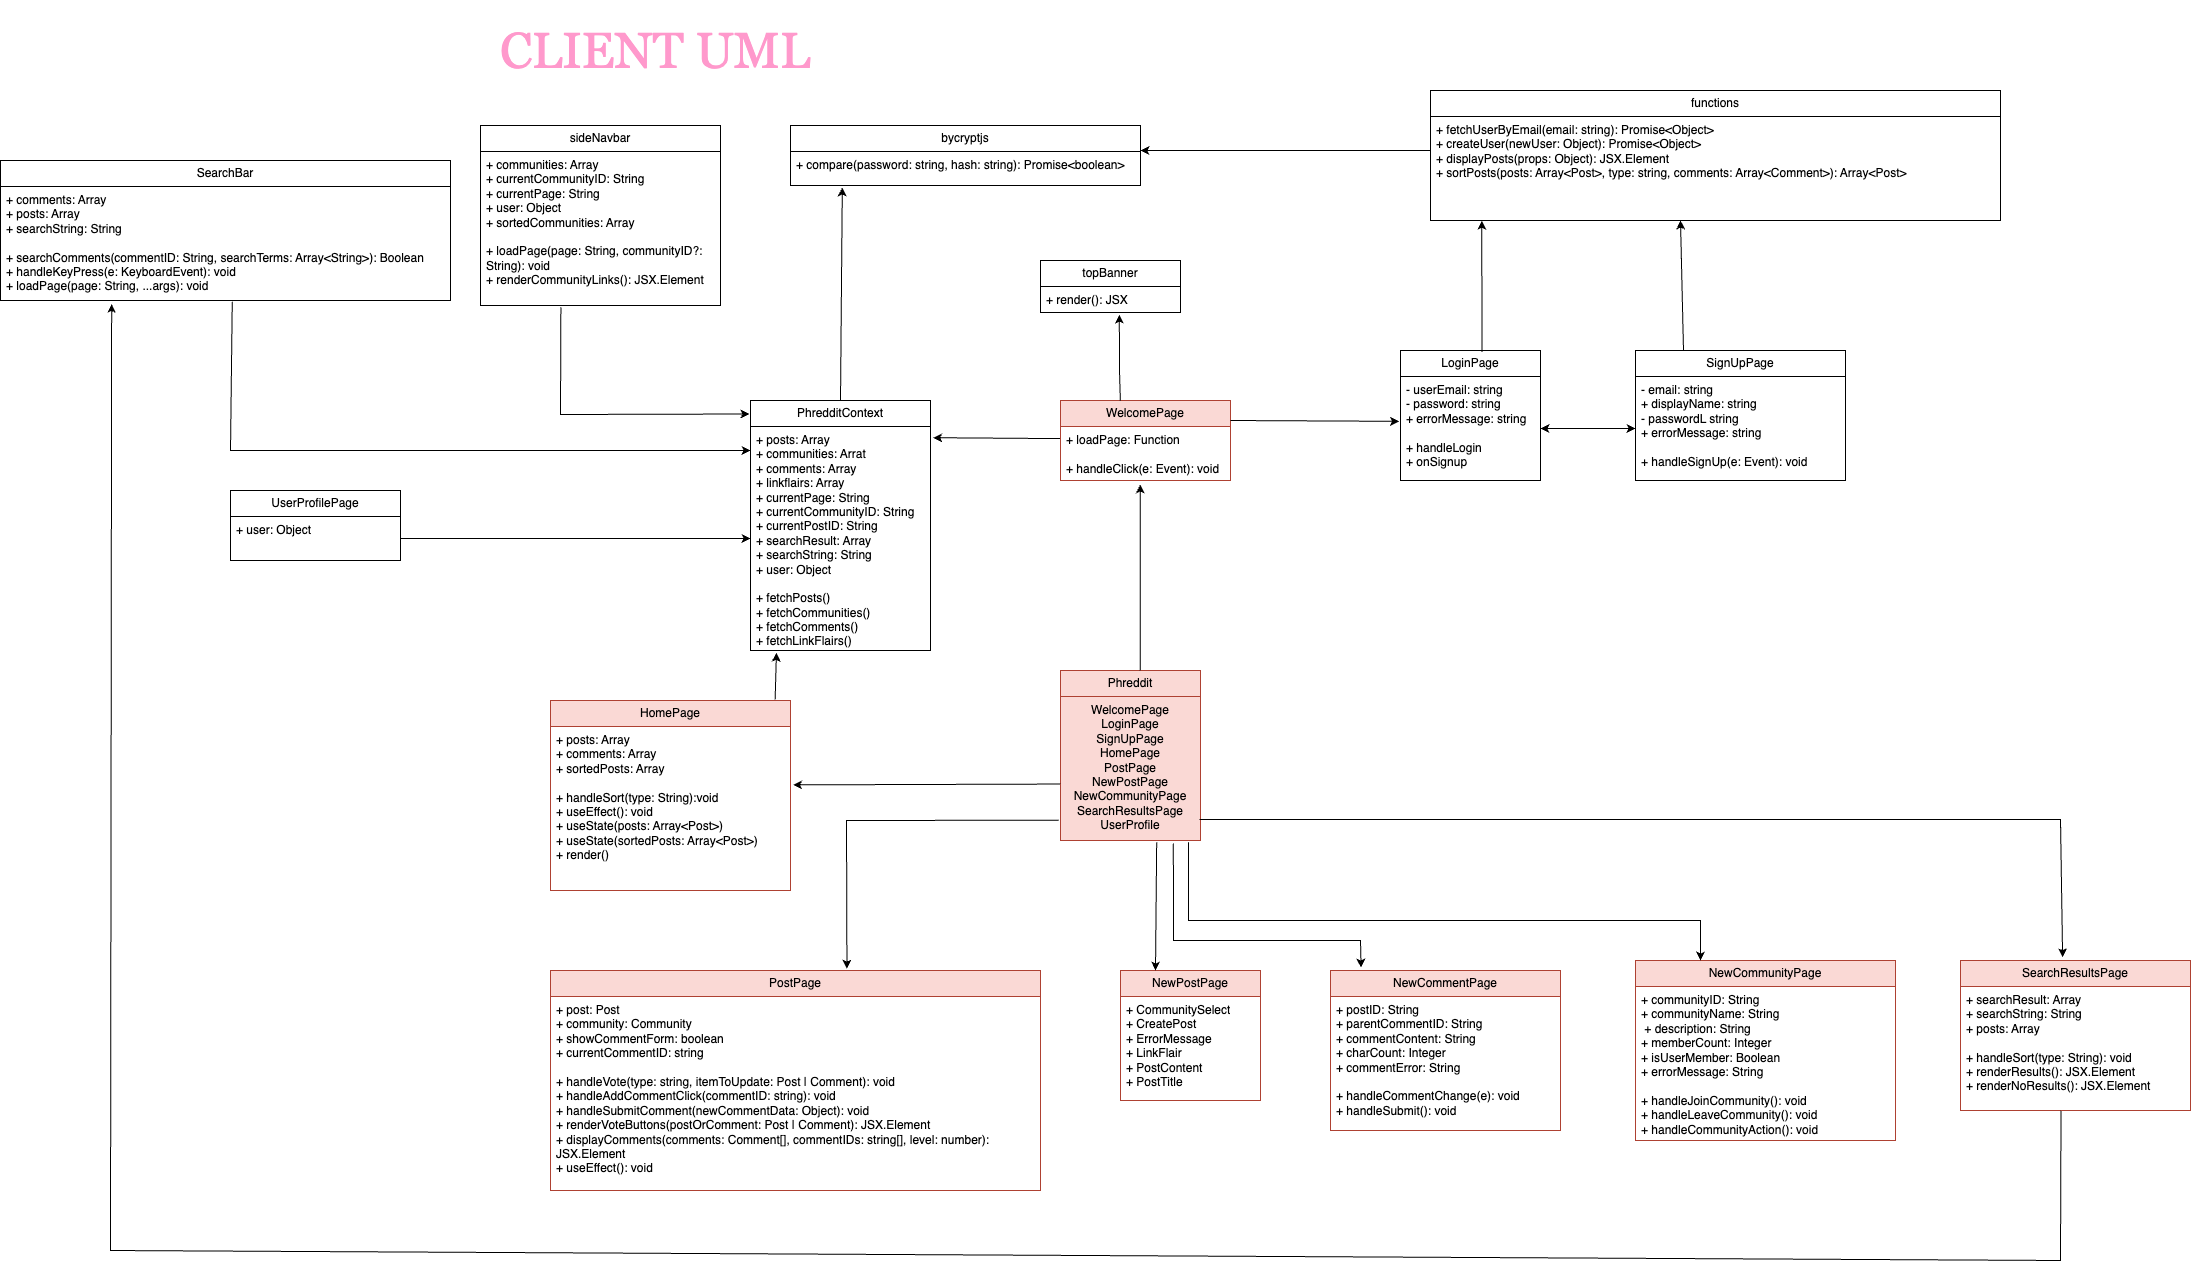 CLIENT UML
functions
+ fetchUserByEmail(email: string): Promise<Object>
+ createUser(newUser: Object): Promise<Object>
+ displayPosts(props: Object): JSX.Element
+ sortPosts(posts: Array<Post>, type: string, comments: Array<Comment>): Array<Post>
sideNavbar
+ communities: Array
+ currentCommunityID: String
+ currentPage: String
+ user: Object
+ sortedCommunities: Array
+ loadPage(page: String, communityID?:
String): void
+ renderCommunityLinks(): JSX.Element
bycryptjs
+ compare(password: string, hash: string): Promise<boolean>
SearchBar
+ comments: Array
+ posts: Array
+ searchString: String
+ searchComments(commentID: String, searchTerms: Array<String>): Boolean
+ handleKeyPress(e: KeyboardEvent): void
+ loadPage(page: String, ...args): void
topBanner
+ render(): JSX
LoginPage
- userEmail: string
- password: string
+ errorMessage: string
+ handleLogin
+ onSignup
SignUpPage
- email: string
+ displayName: string
- passwordL string
+ errorMessage: string
+ handleSignUp(e: Event): void
PhredditContext
+ posts: Array
+ communities: Arrat
+ comments: Array
+ linkflairs: Array
+ currentPage: String
+ currentCommunityID: String
+ currentPostID: String
+ searchResult: Array
+ searchString: String
+ user: Object
+ fetchPosts()
+ fetchCommunities()
+ fetchComments()
+ fetchLinkFlairs()
WelcomePage
+ loadPage: Function
+ handleClick(e: Event): void
UserProfilePage
+ user: Object
Phreddit
WelcomePage
LoginPage
SignUpPage
HomePage
PostPage
NewPostPage
NewCommunityPage
SearchResultsPage
UserProfile
HomePage
+ posts: Array
+ comments: Array
+ sortedPosts: Array
+ handleSort(type: String):void
+ useEffect(): void
+ useState(posts: Array<Post>)
+ useState(sortedPosts: Array<Post>)
+ render()
PostPage
+ post: Post
+ community: Community
+ showCommentForm: boolean
+ currentCommentID: string
+ handleVote(type: string, itemToUpdate: Post | Comment): void
+ handleAddCommentClick(commentID: string): void
+ handleSubmitComment(newCommentData: Object): void
+ renderVoteButtons(postOrComment: Post | Comment): JSX.Element
+ displayComments(comments: Comment[], commentIDs: string[], level: number):
JSX.Element
+ useEffect(): void
NewPostPage
+ CommunitySelect
+ CreatePost
+ ErrorMessage
+ LinkFlair
+ PostContent
+ PostTitle
NewCommentPage
+ postID: String
+ parentCommentID: String
+ commentContent: String
+ charCount: Integer
+ commentError: String
+ handleCommentChange(e): void
+ handleSubmit(): void
NewCommunityPage
+ communityID: String
+ communityName: String
+ description: String
+ memberCount: Integer
+ isUserMember: Boolean
+ errorMessage: String
+ handleJoinCommunity(): void
+ handleLeaveCommunity(): void
+ handleCommunityAction(): void
SearchResultsPage
+ searchResult: Array
+ searchString: String
+ posts: Array
+ handleSort(type: String): void
+ renderResults(): JSX.Element
+ renderNoResults(): JSX.Element